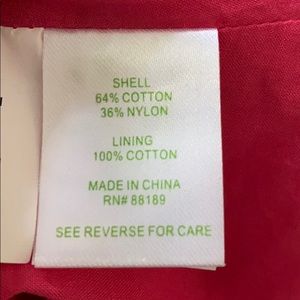 SHELL
64% COTTON
36% NYLON
LINING
100% COTTON
MADE IN CHINA
RN# 88189
SEE REVERSE FOR CARE